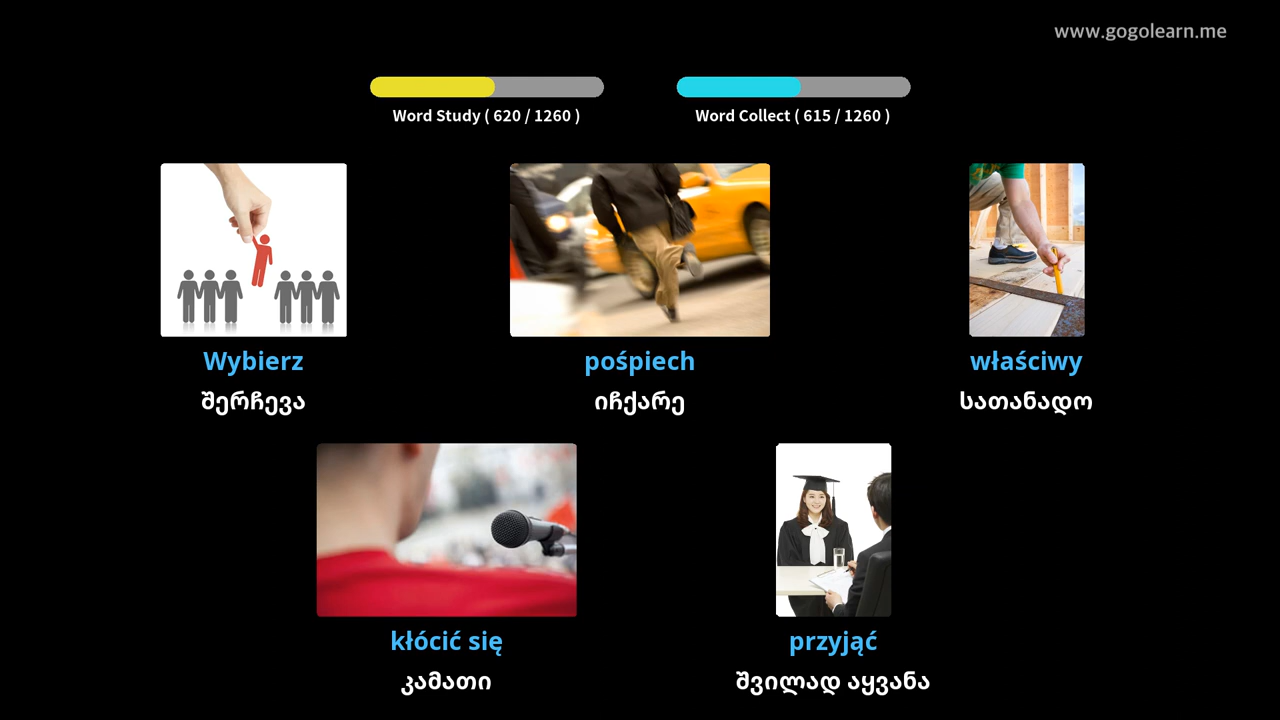 www.gogolearn.me
Word Study ( 620 / 1260 )
Word Collect ( 615 / 1260 )
Wybierz
შერჩევა
pośpiech
იჩქარე
właściwy
სათანადო
kłócić się
კამათი
przyjąć
შვილად აყვანა